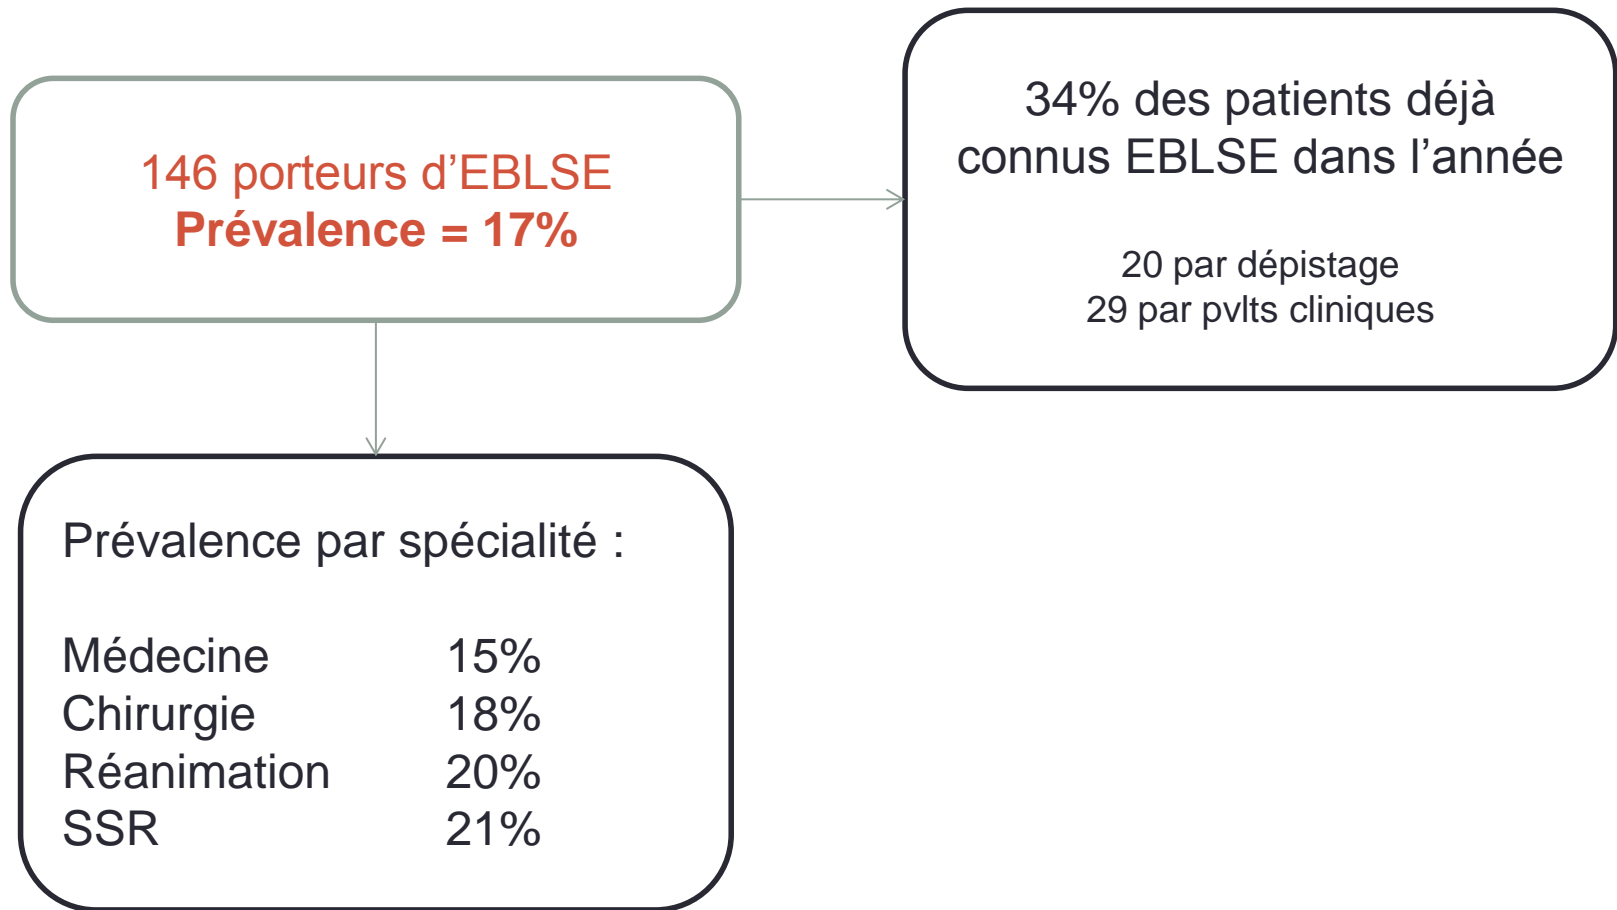 146 porteurs d’EBLSE
Prévalence = 17%
34% des patients déjà
connus EBLSE dans l’année
20 par dépistage
29 par pvlts cliniques
Prévalence par spécialité :
Médecine 15%
Chirurgie 18%
Réanimation 20%
SSR 21%